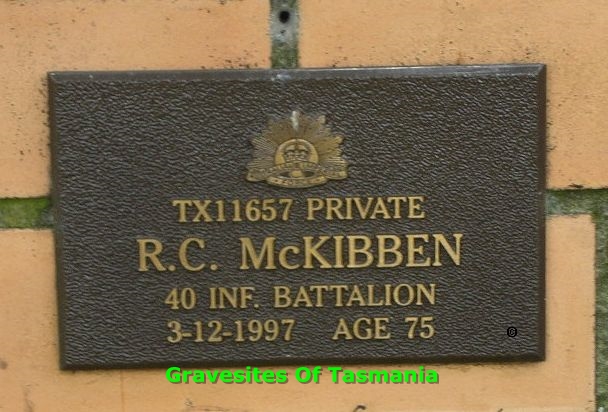 TX11657 PRIVATE
R.C. McKIBBEN
40 INF. BATTALION
3-12-1997 AGE 75
©
Gravesites Of Tasmania